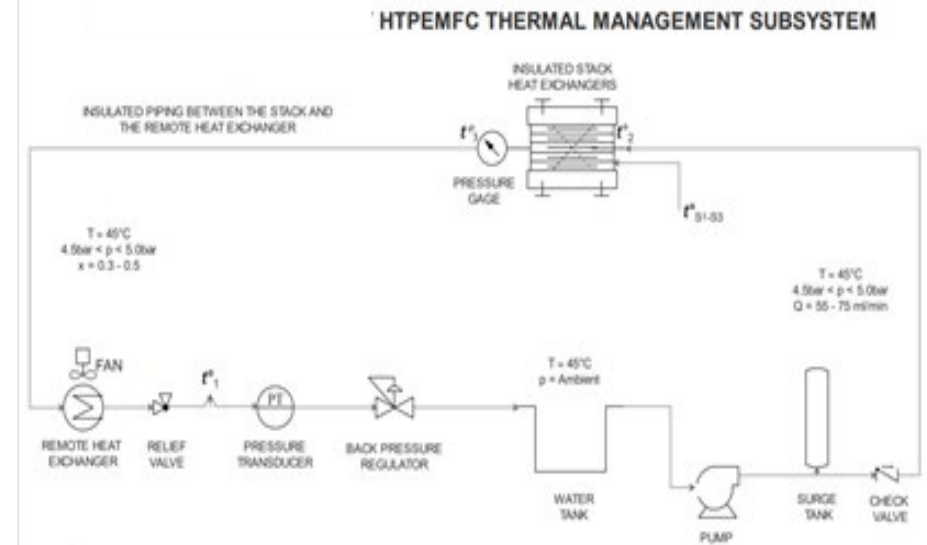 HTPEMFC THERMAL MANAGEMENT SUBSYSTEM
INSULATED STACK
HEAT EXCHANGERS
INSULATED PIPING BETWEEN THE STACK AND
THE REMOTE HEAT EXCHANGER
t°3
t°2
PRESSURE
GAGE
t°S1-S3
T = 45°C
4.5bar < p < 5.0bar
x = 0.3 - 0.5
T = 45°C
4.5bar < p < 5.0bar
Q = 55 - 75 ml/min
FAN
t°1
PT
T = 45°C
p = Ambient
REMOTE HEAT
EXCHANGER
RELIEF
VALVE
PRESSURE
TRANSDUCER
BACK PRESSURE
REGULATOR
WATER
TANK
PUMP
SURGE
TANK
CHECK
VALVE